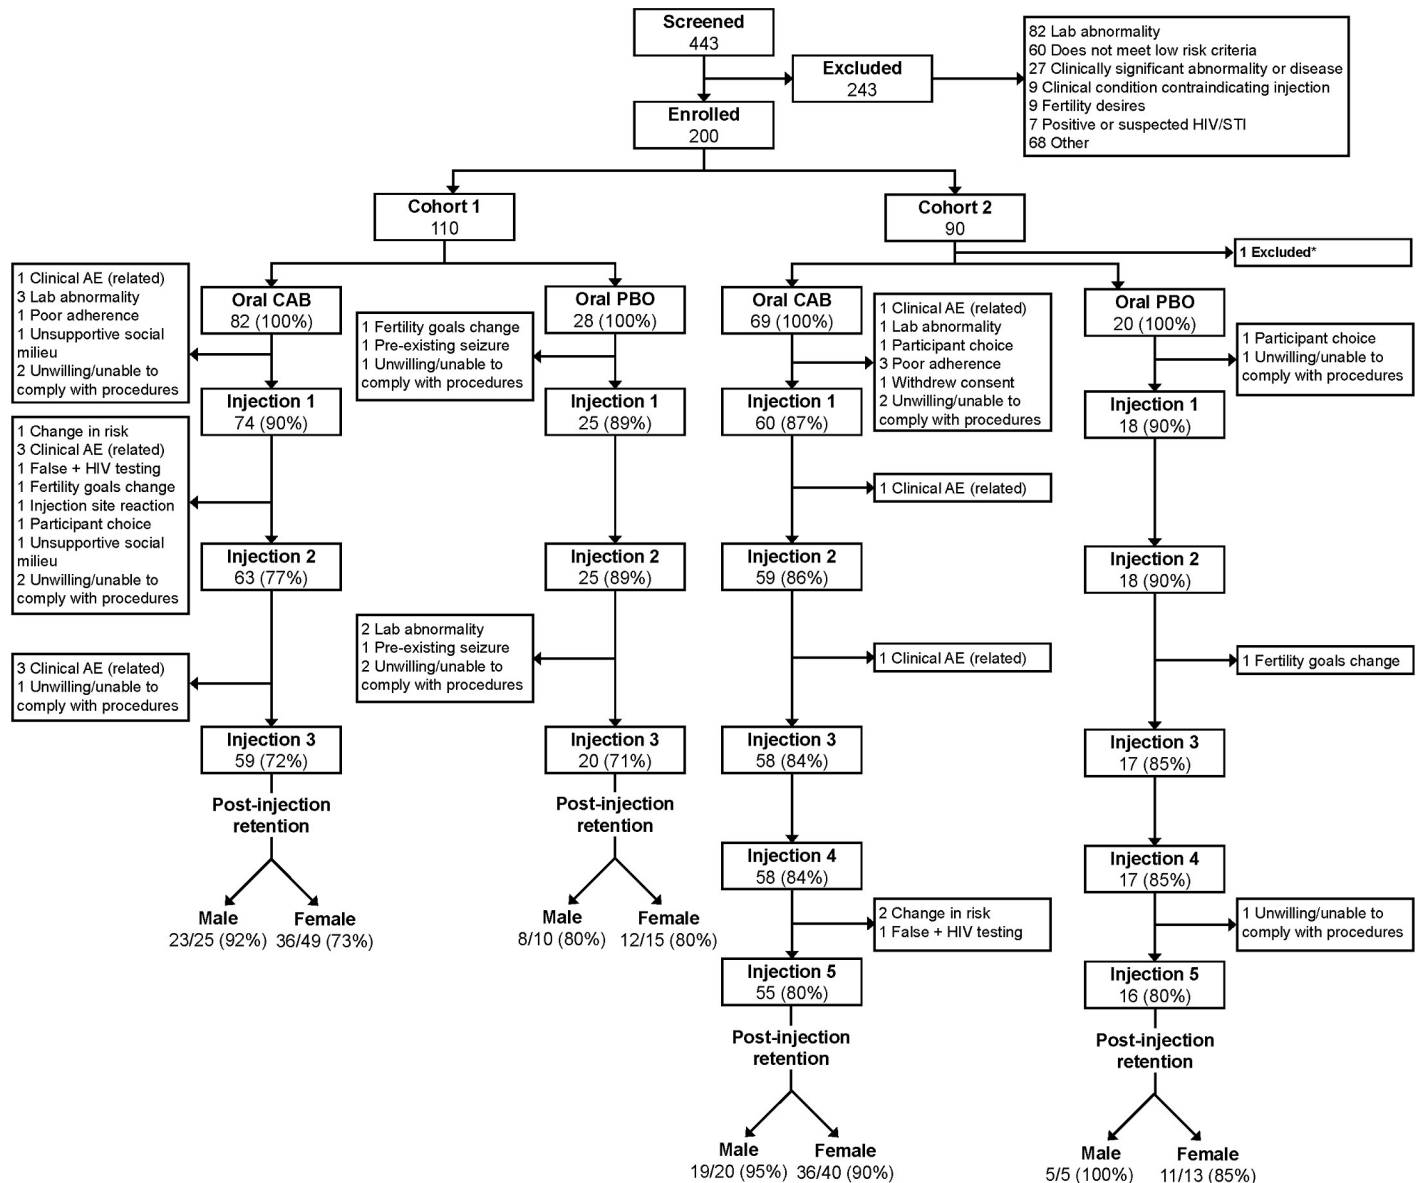 Screened
443
Excluded
243
82 Lab abnormality
60 Does not meet low risk criteria
27 Clinically significant abnormality or disease
9 Clinical condition contraindicating injection
9 Fertility desires
7 Positive or suspected HIV/STI
68 Other
Enrolled
200
Cohort 1
110
Cohort 2
90
1 Excluded*
1 Clinical AE (related)
3 Lab abnormality
1 Poor adherence
1 Unsupportive social
milieu
2 Unwilling/unable to
comply with procedures
Oral CAB
82 (100%)
1 Fertility goals change
1 Pre-existing seizure
1 Unwilling/unable to
comply with procedures
Oral PBO
28 (100%)
Oral CAB
69 (100%)
1 Clinical AE (related)
1 Lab abnormality
1 Participant choice
3 Poor adherence
1 Withdrew consent
2 Unwilling/unable to
comply with procedures
Oral PBO
20 (100%)
1 Participant choice
1 Unwilling/unable to
comply with procedures
Injection 1
74 (90%)
Injection 1
25 (89%)
Injection 1
60 (87%)
Injection 1
18 (90%)
1 Change in risk
3 Clinical AE (related)
1 False + HIV testing
1 Fertility goals change
1 Injection site reaction
1 Participant choice
1 Unsupportive social
milieu
2 Unwilling/unable to
comply with procedures
1 Clinical AE (related)
Injection 2
63 (77%)
Injection 2
25 (89%)
Injection 2
59 (86%)
Injection 2
18 (90%)
3 Clinical AE (related)
1 Unwilling/unable to
comply with procedures
2 Lab abnormality
1 Pre-existing seizure
2 Unwilling/unable to
comply with procedures
1 Clinical AE (related)
1 Fertility goals change
Injection 3
59 (72%)
Injection 3
20 (71%)
Injection 3
58 (84%)
Injection 3
17 (85%)
Post-injection
retention
Post-injection
retention
Injection 4
58 (84%)
Injection 4
17 (85%)
Male
23/25 (92%)
Female
36/49 (73%)
Male
8/10 (80%)
Female
12/15 (80%)
2 Change in risk
1 False + HIV testing
1 Unwilling/unable to
comply with procedures
Injection 5
55 (80%)
Injection 5
16 (80%)
Post-injection
retention
Post-injection
retention
Male
19/20 (95%)
Female
36/40 (90%)
Male
5/5 (100%)
Female
11/13 (85%)